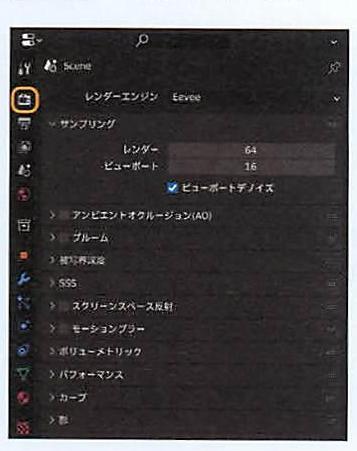 Scene
レンダーエンジン Eevee
サンプリング
レンダー 64
ビューポート 16
ビューポートデノイズ
アンビエントオクルージョン(AO)
ブルーム
被写界深度
SSS
スクリーンスペース反射
モーションブラー
ボリューメトリック
パフォーマンス
カーブ
影